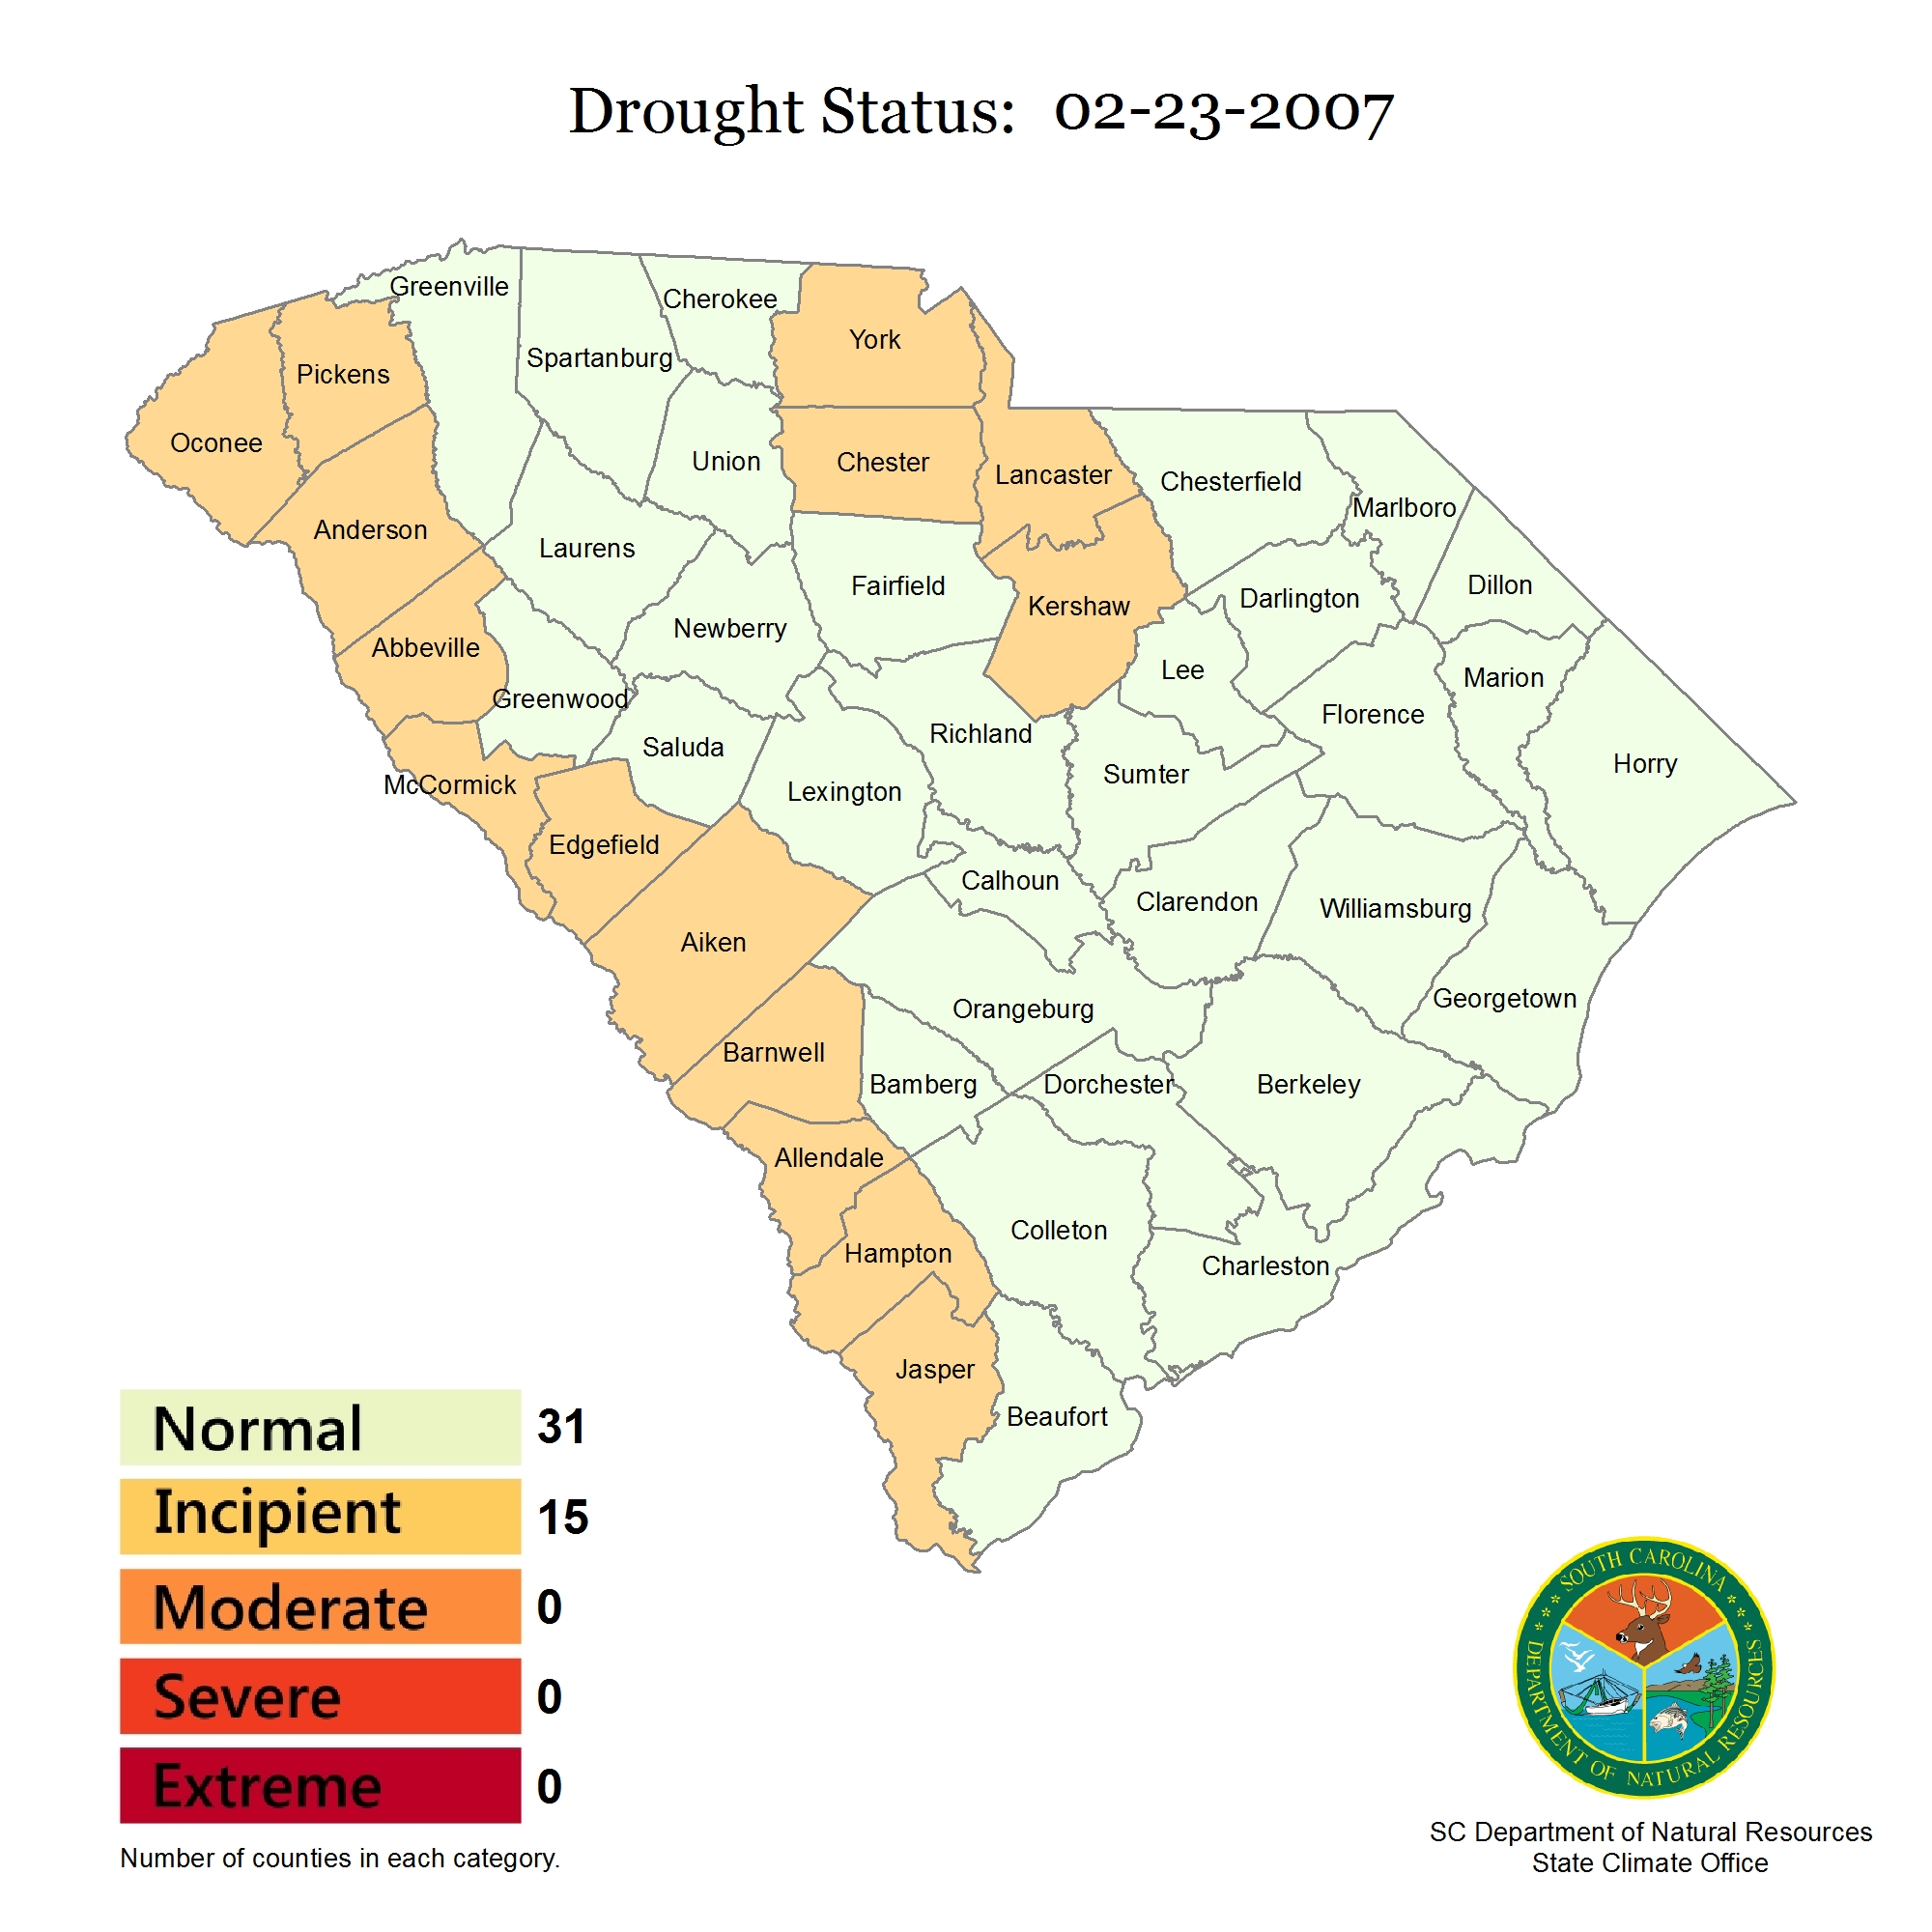 Drought Status: 02-23-2007
Greenville
Cherokee
York
Spartanburg
Pickens
Oconee
Union
Chester
Lancaster
Chesterfield
Marlboro
Anderson
Laurens
Fairfield
Kershaw
Darlington
Dillon
Newberry
Abbeville
Lee
Marion
Greenwood
Florence
Richland
Saluda
Horry
Sumter
McCormick
Lexington
Edgefield
Calhoun
Clarendon
Williamsburg
Aiken
Georgetown
Orangeburg
Barnwell
Bamberg
Dorchester
Berkeley
Allendale
Colleton
Hampton
Charleston
Jasper
Beaufort
Normal 31
Incipient 15
Moderate 0
Severe 0
Extreme 0
Number of counties in each category.
SOUTH CAROLINA
DEPARTMENT OF NATURAL RESOURCES
SC Department of Natural Resources
State Climate Office